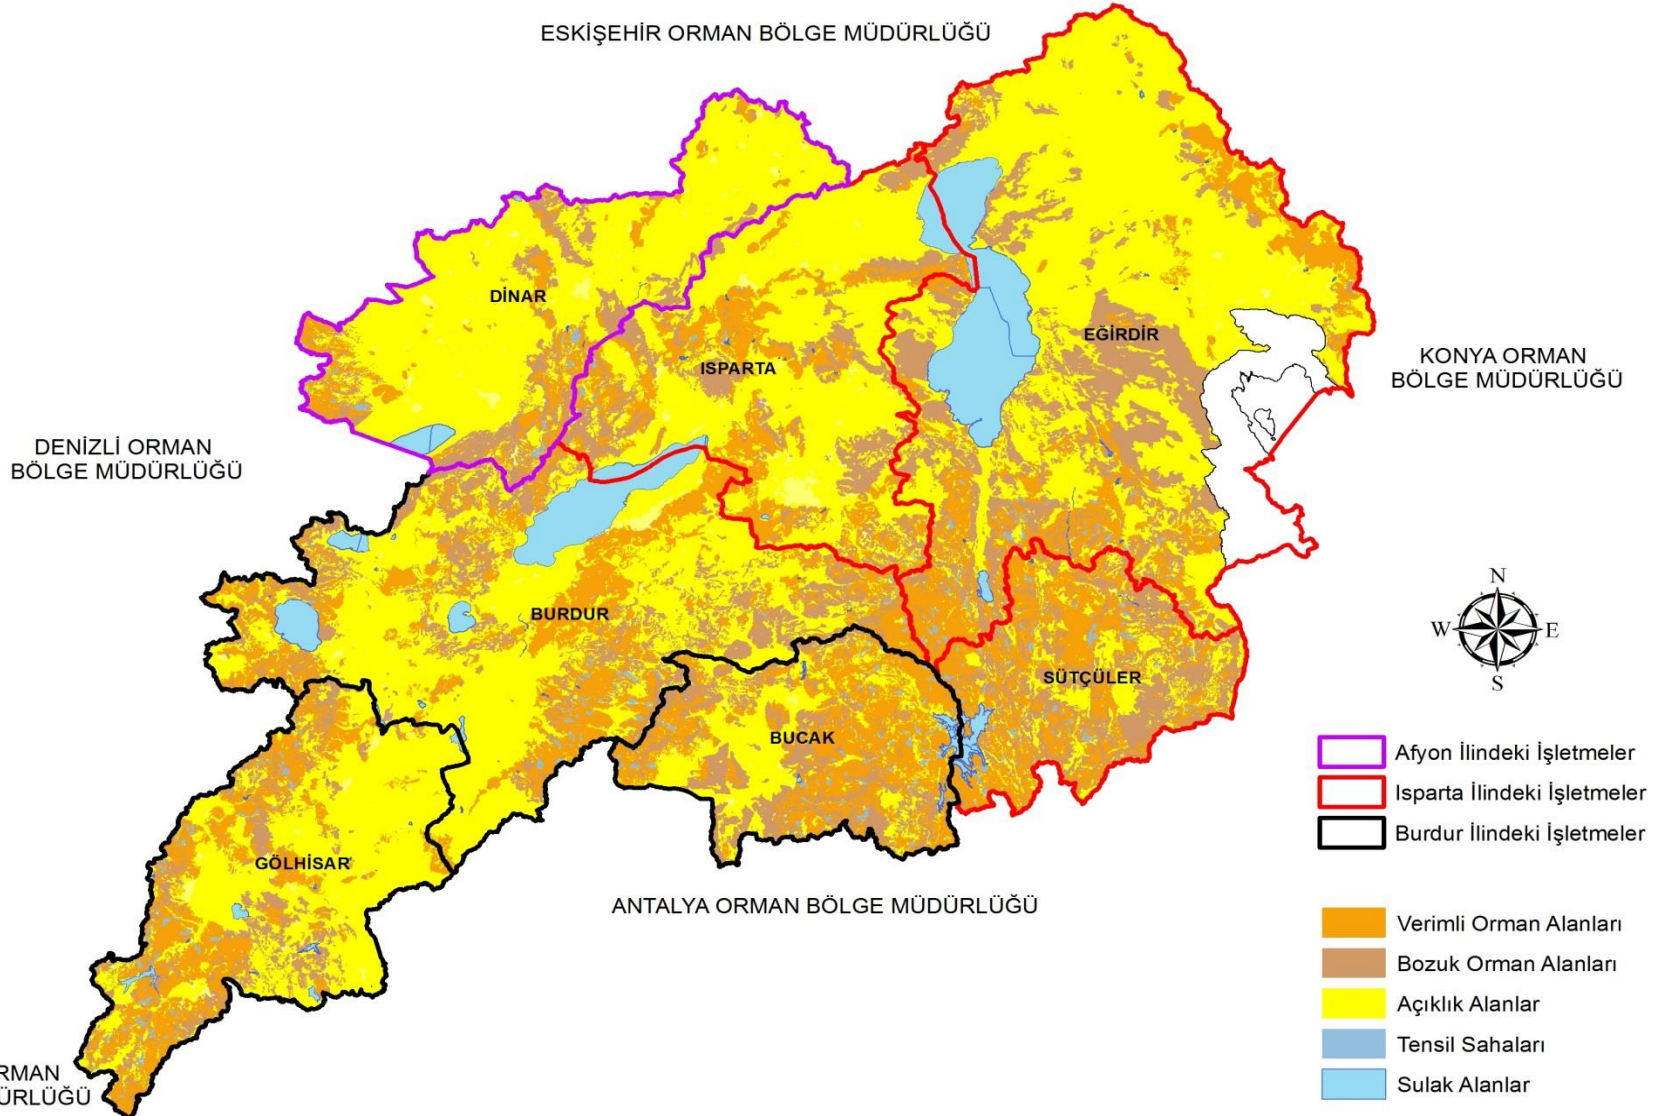 ESKİŞEHİR ORMAN BÖLGE MÜDÜRLÜĞÜ
DİNAR
EĞİRDİR
ISPARTA
KONYA ORMAN
BÖLGE MÜDÜRLÜĞÜ
DENİZLİ ORMAN
BÖLGE MÜDÜRLÜĞÜ
BURDUR
SÜTÇÜLER
BUCAK
GÖLHİSAR
ANTALYA ORMAN BÖLGE MÜDÜRLÜĞÜ
RMAN
ÜRLÜĞÜ
N
W E
S
Afyon İlindeki İşletmeler
Isparta İlindeki İşletmeler
Burdur İlindeki İşletmeler
Verimli Orman Alanları
Bozuk Orman Alanları
Açıklık Alanlar
Tensil Sahaları
Sulak Alanlar